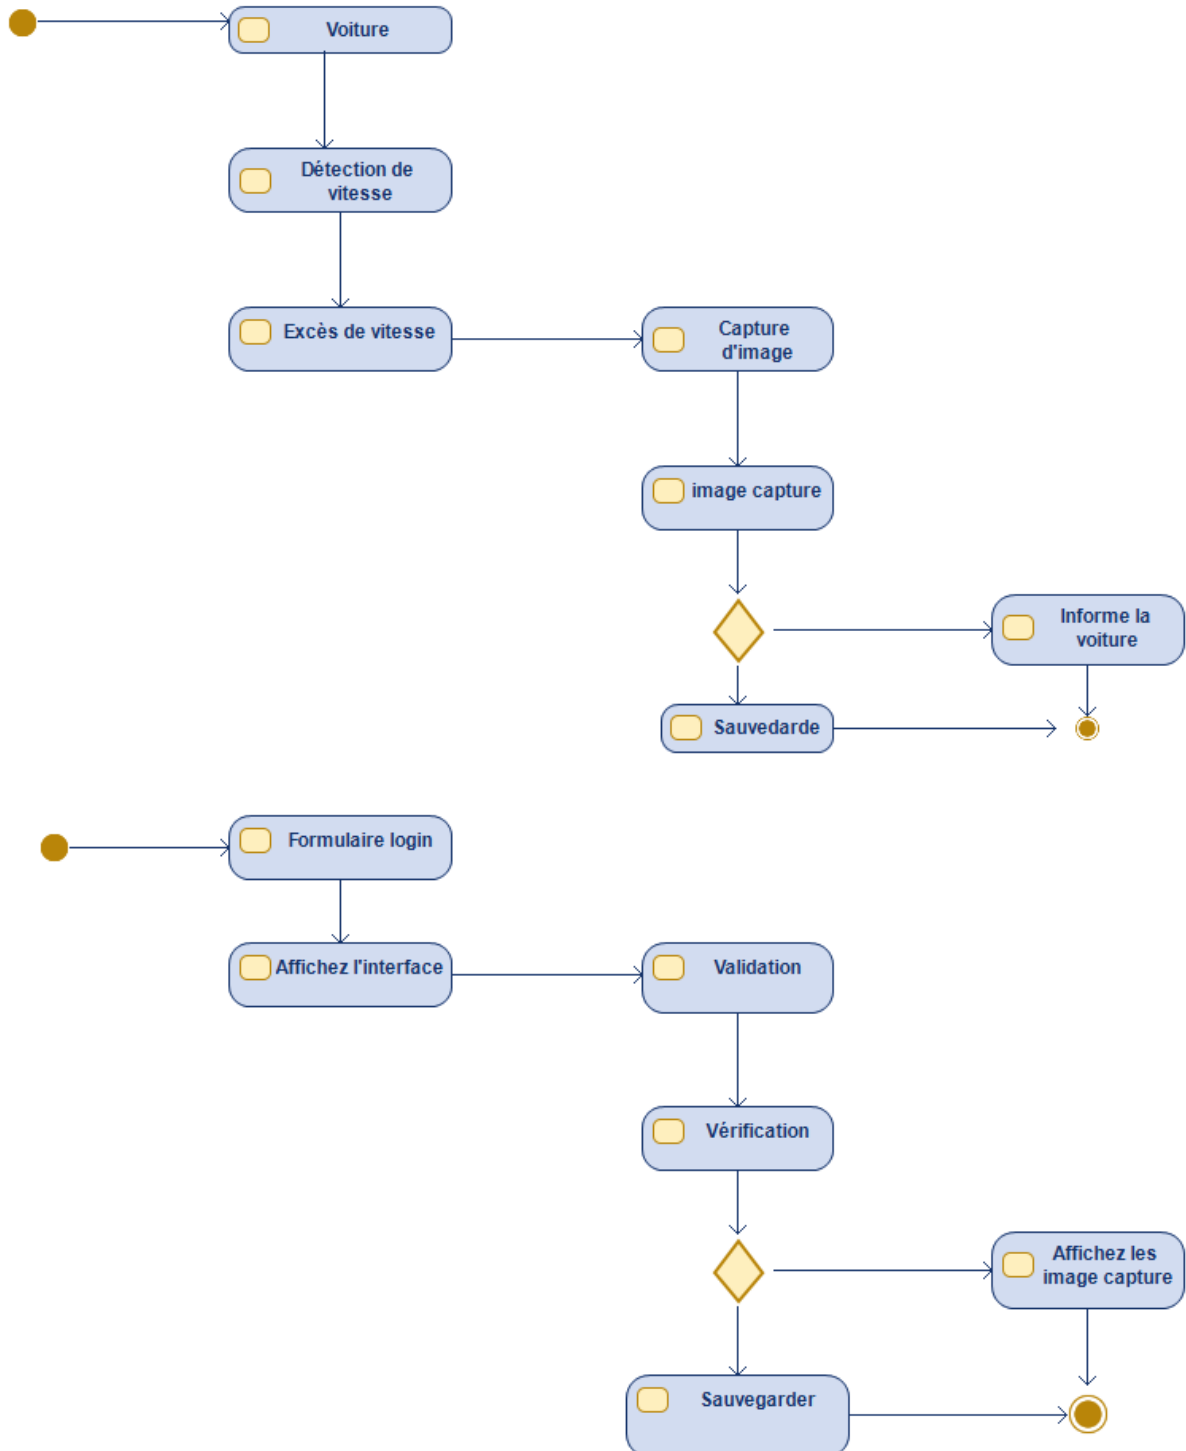 Voiture
Détection de
vitesse
Excès de vitesse
Capture
d'image
image capture
Informe la
voiture
Sauvedarde
Formulaire login
Affichez l'interface
Validation
Vérification
Affichez les
image capture
Sauvegarder